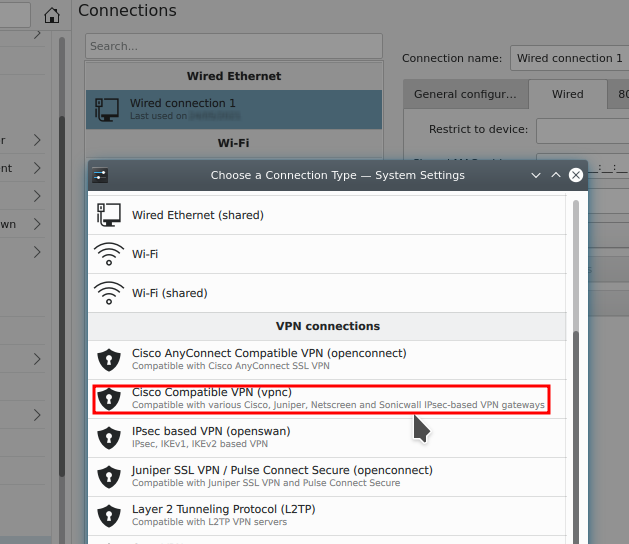 Connections
Search...
Wired Ethernet
Wired connection 1
Last used on
Wi-Fi
Connection name:
Wired connection 1
General configur...
Wired
80
Restrict to device:
r
nt
wn
Choose a Connection Type — System Settings
Wired Ethernet (shared)
Wi-Fi
Wi-Fi (shared)
VPN connections
Cisco AnyConnect Compatible VPN (openconnect)
Compatible with Cisco AnyConnect SSL VPN
Cisco Compatible VPN (vpnc)
Compatible with various Cisco, Juniper, Netscreen and Sonicwall IPsec-based VPN gateways
IPsec based VPN (openswan)
IPsec, IKEv1, IKEv2 based VPN
Juniper SSL VPN / Pulse Connect Secure (openconnect)
Compatible with Juniper SSL VPN and Pulse Connect Secure
Layer 2 Tunneling Protocol (L2TP)
Compatible with L2TP VPN servers